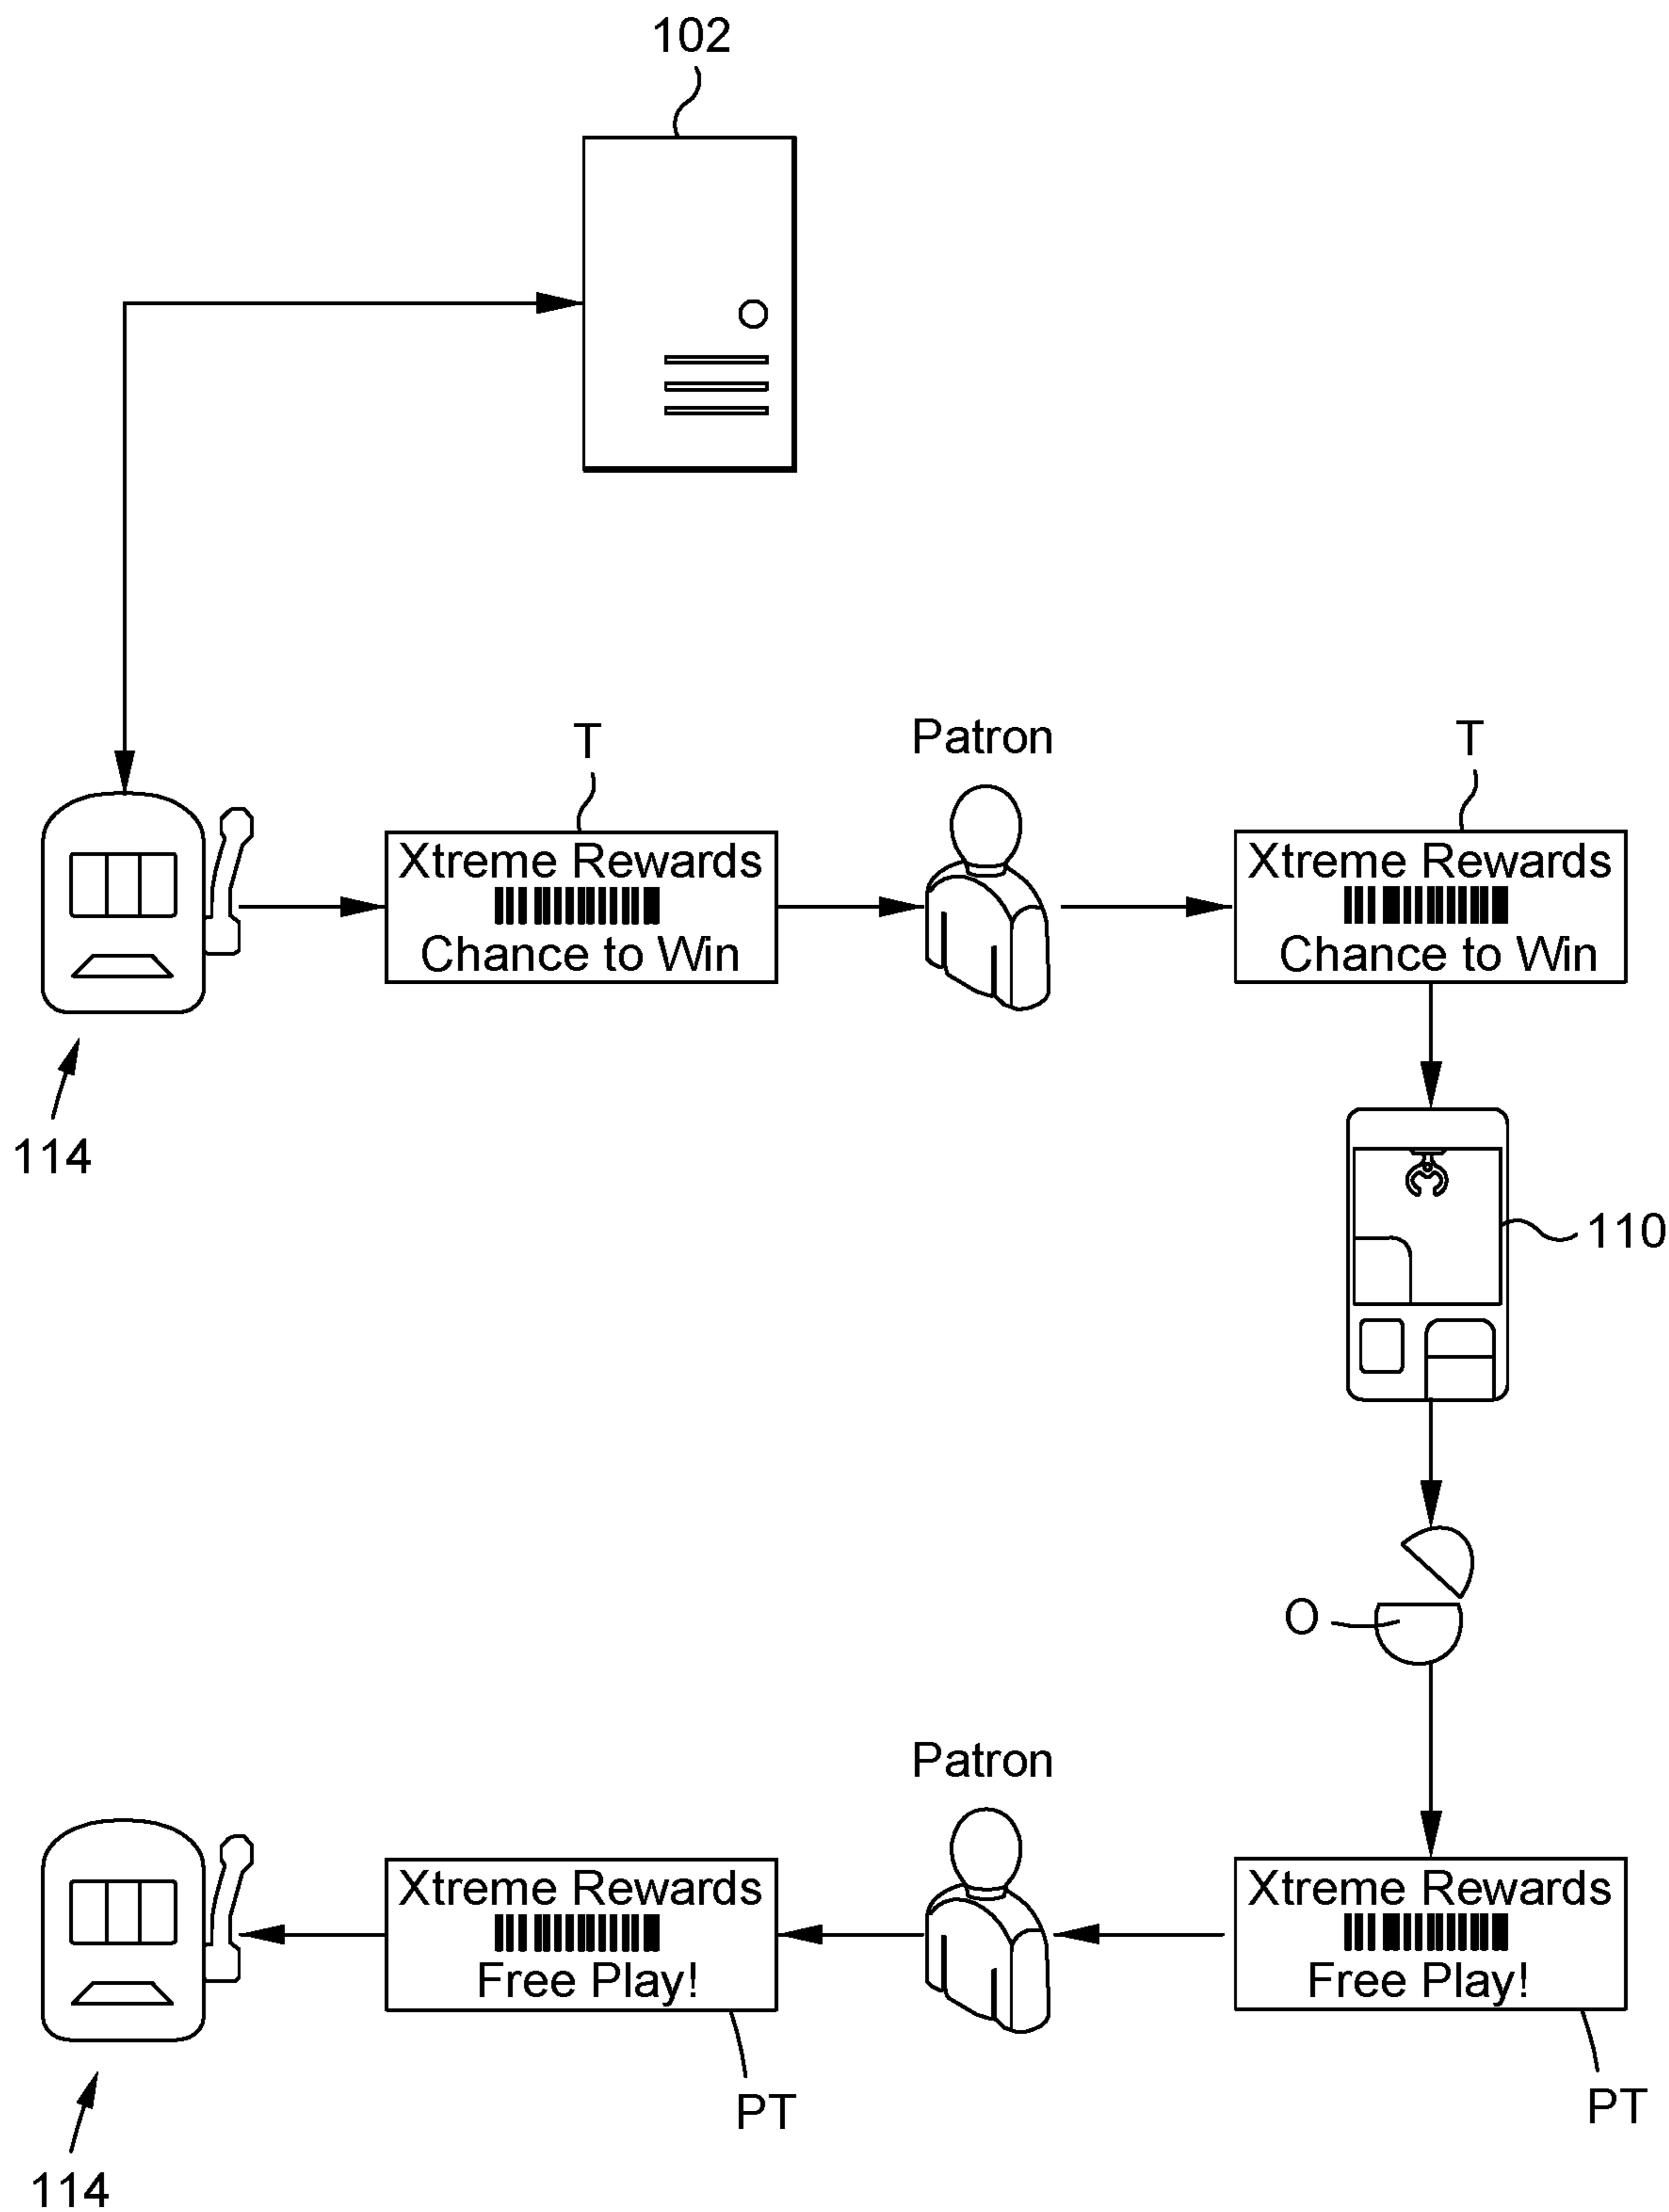 102
T
Patron
T
Xtreme Rewards
Chance to Win
Xtreme Rewards
Chance to Win
114
110
O
Patron
Xtreme Rewards
Free Play!
Xtreme Rewards
Free Play!
PT
PT
114